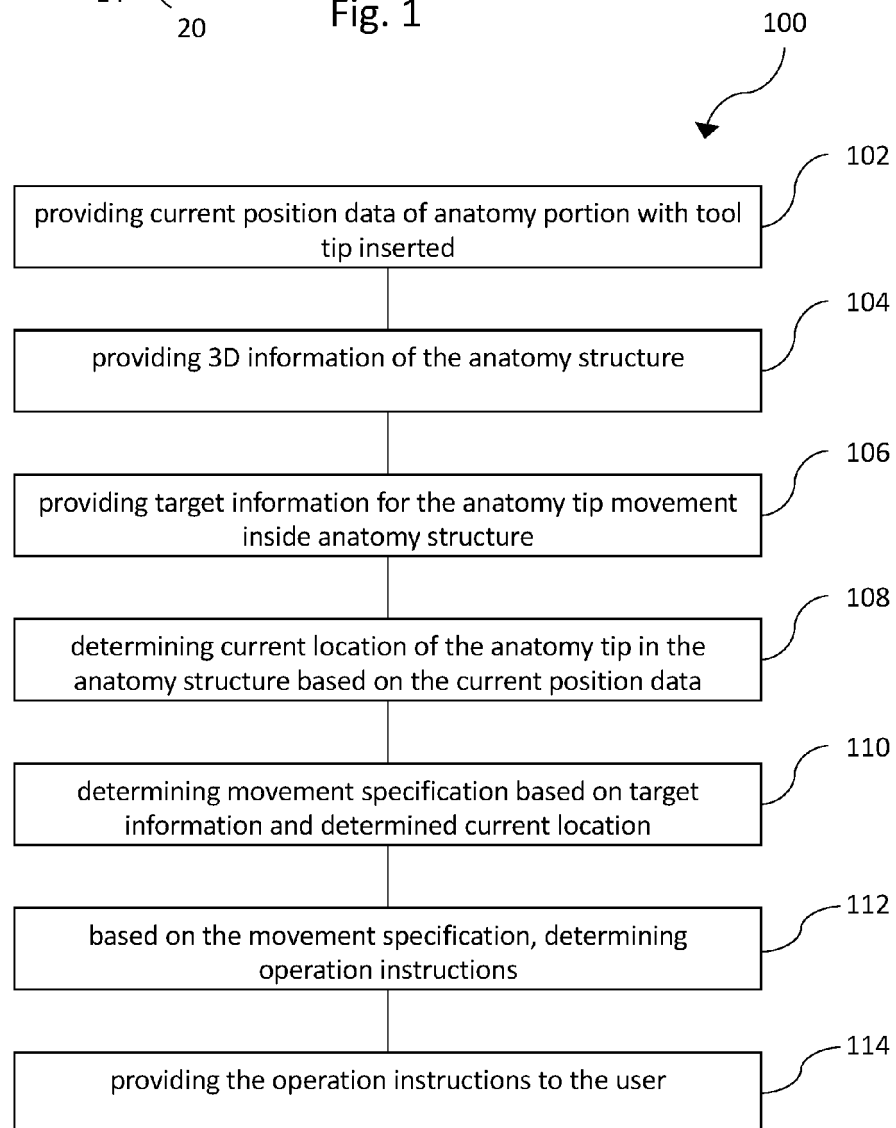 20
Fig. 1
100
102
providing current position data of anatomy portion with tool
tip inserted
104
providing 3D information of the anatomy structure
106
providing target information for the anatomy tip movement
inside anatomy structure
108
determining current location of the anatomy tip in the
anatomy structure based on the current position data
110
determining movement specification based on target
information and determined current location
112
based on the movement specification, determining
operation instructions
114
providing the operation instructions to the user